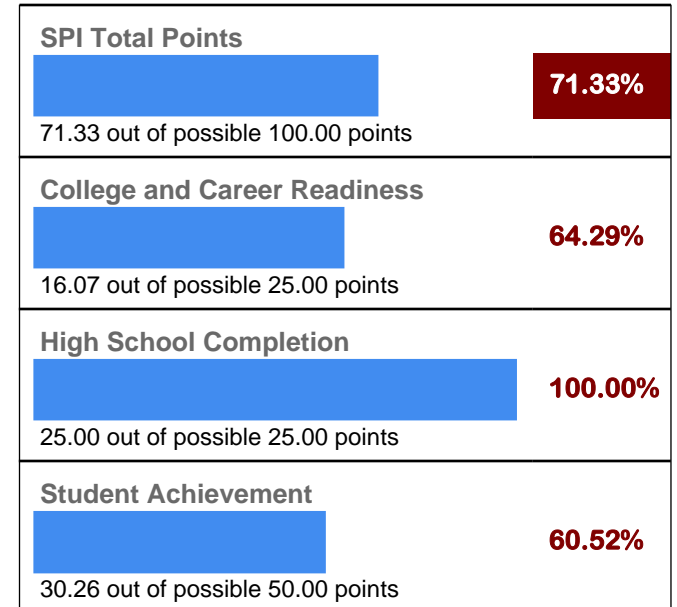 SPI Total Points
71.33%
71.33 out of possible 100.00 points
College and Career Readiness
64.29%
16.07 out of possible 25.00 points
High School Completion
100.00%
25.00 out of possible 25.00 points
Student Achievement
60.52%
30.26 out of possible 50.00 points